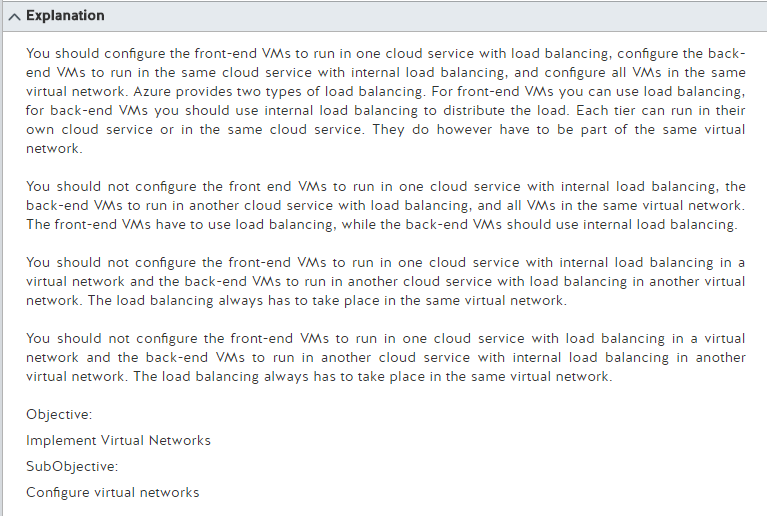 Explanation
You should configure the front-end VMs to run in one cloud service with load balancing, configure the back-
end VMs to run in the same cloud service with internal load balancing, and configure all VMs in the same
virtual network. Azure provides two types of load balancing. For front-end VMs you can use load balancing,
for back-end VMs you should use internal load balancing to distribute the load. Each tier can run in their
own cloud service or in the same cloud service. They do however have to be part of the same virtual
network.
You should not configure the front end VMs to run in one cloud service with internal load balancing, the
back-end VMs to run in another cloud service with load balancing, and all VMs in the same virtual network.
The front-end VMs have to use load balancing, while the back-end VMs should use internal load balancing.
You should not configure the front-end VMs to run in one cloud service with internal load balancing in a
virtual network and the back-end VMs to run in another cloud service with load balancing in another virtual
network. The load balancing always has to take place in the same virtual network.
You should not configure the front-end VMs to run in one cloud service with load balancing in a virtual
network and the back-end VMs to run in another cloud service with internal load balancing in another
virtual network. The load balancing always has to take place in the same virtual network.
Objective:
Implement Virtual Networks
SubObjective:
Configure virtual networks